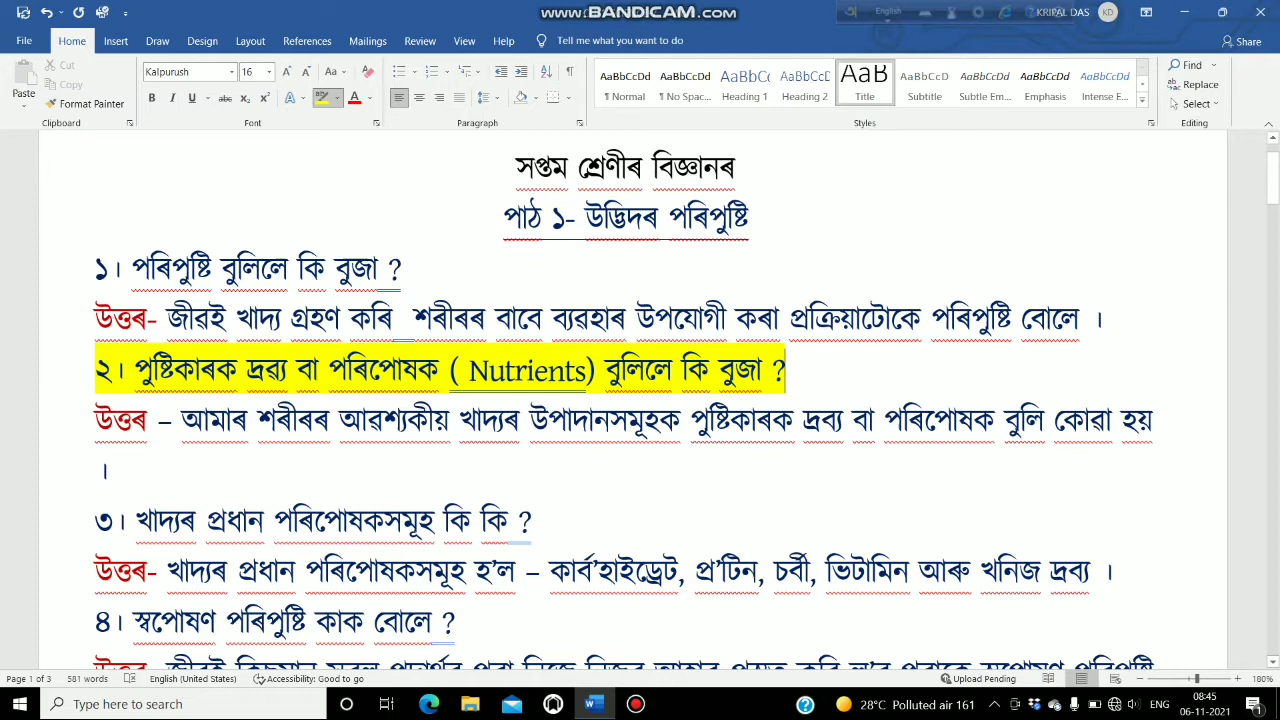 www.BANDICAM.com
English
KRIPAL DAS KD
File Home Insert Draw Design Layout References Mailings Review View Help Tell me what you want to do Share
Paste Cut Copy Format Painter
Kalpurush 16
AaBbCcDd AaBbCcDd AaBbCc AaBbCcD AaB AaBbCcDd AaBbCcDd AaBbCcDd AaBbCcDd
¶ Normal ¶ No Spac... Heading 1 Heading 2 Title Subtitle Subtle Em... Emphasis Intense E...
Find Replace Select
Clipboard Font Paragraph Styles Editing
সপ্তম শ্ৰেণীৰ বিজ্ঞানৰ
পাঠ ১- উদ্ভিদৰ পৰিপুষ্টি
১। পৰিপুষ্টি বুলিলে কি বুজা ?
উত্তৰ- জীৱই খাদ্য গ্ৰহণ কৰি শৰীৰৰ বাবে ব্যৱহাৰ উপযোগী কৰা প্ৰক্ৰিয়াটোকে পৰিপুষ্টি বোলে ।
২। পুষ্টিকাৰক দ্ৰৱ্য বা পৰিপোষক ( Nutrients) বুলিলে কি বুজা ?
উত্তৰ – আমাৰ শৰীৰৰ আৱশ্যকীয় খাদ্যৰ উপাদানসমূহক পুষ্টিকাৰক দ্ৰব্য বা পৰিপোষক বুলি কোৱা হয়
।
৩। খাদ্যৰ প্ৰধান পৰিপোষকসমূহ কি কি ?
উত্তৰ- খাদ্যৰ প্ৰধান পৰিপোষকসমূহ হ’ল – কাৰ্ব’হাইড্ৰেট, প্ৰ’টিন, চৰ্বী, ভিটামিন আৰু খনিজ দ্ৰব্য ।
৪। স্বপোষণ পৰিপুষ্টি কাক বোলে ?
Page 1 of 3 581 words English (United States) Accessibility: Good to go Upload Pending 180%
Type here to search 28°C Polluted air 161 ENG 08:45
06-11-2021